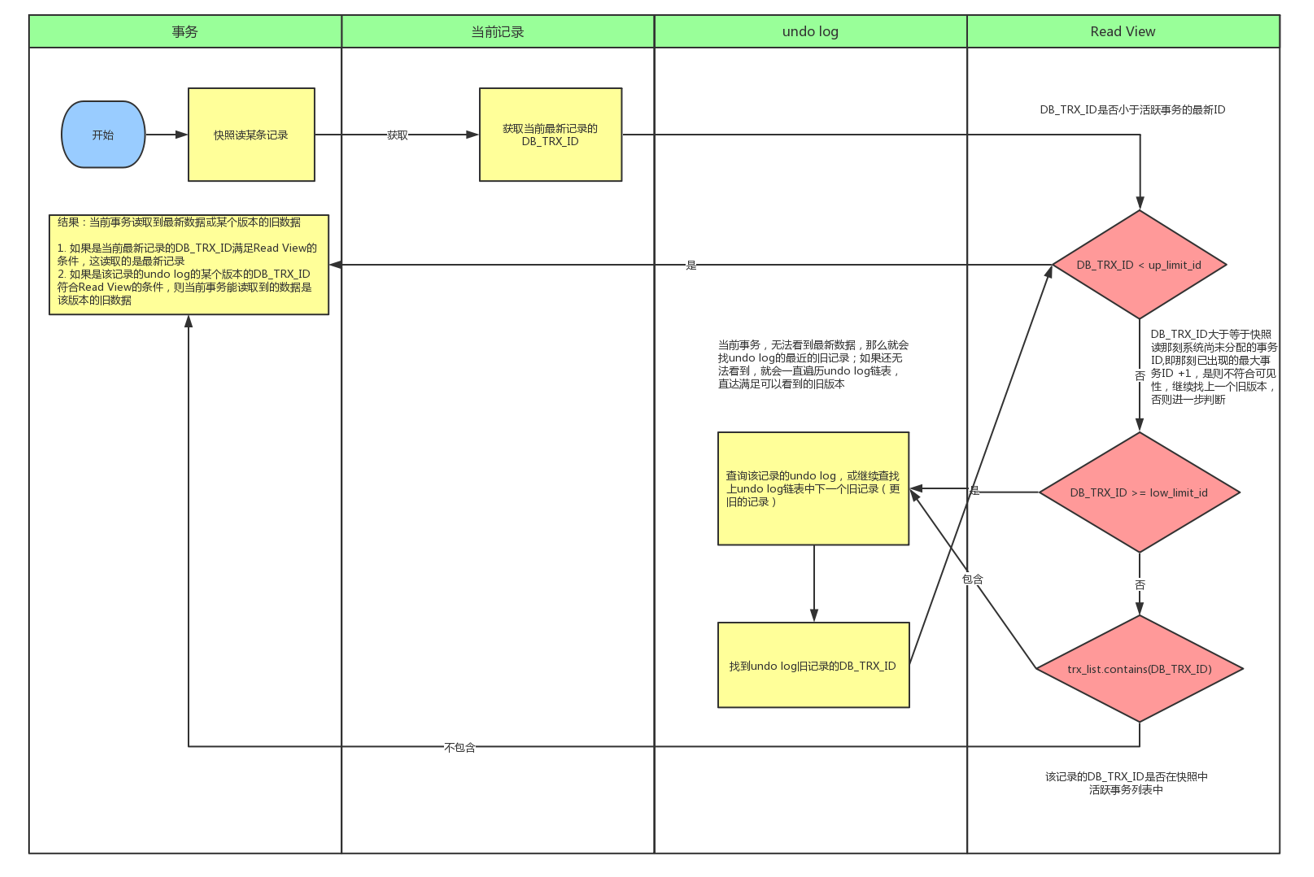 事务
当前记录
undo log
Read View
DB_TRX_ID是否小于活跃事务的最新ID
开始
快照读某条记录
获取
获取当前最新记录的
DB_TRX_ID
结果：当前事务读取到最新数据或某个版本的旧数据
1. 如果是当前最新记录的DB_TRX_ID满足Read View的
条件，这读取的是最新记录
2. 如果是该记录的undo log的某个版本的DB_TRX_ID
符合Read View的条件，则当前事务能读取到的数据是
该版本的旧数据
是
DB_TRX_ID < up_limit_id
当前事务，无法看到最新数据，那么就会
找undo log的最近的旧记录；如果还无
法看到，就会一直遍历undo log链表，
直达满足可以看到的旧版本
否
DB_TRX_ID大于等于快照
读那刻系统尚未分配的事务
ID,即那刻已出现的最大事
务ID +1，是则不符合可见
性，继续找上一个旧版本，
否则进一步判断
查询该记录的undo log，或继续查找
上undo log链表中下一个旧记录（更
旧的记录）
是
DB_TRX_ID >= low_limit_id
包含
否
找到undo log旧记录的DB_TRX_ID
trx_list.contains(DB_TRX_ID)
不包含
该记录的DB_TRX_ID是否在快照中
活跃事务列表中